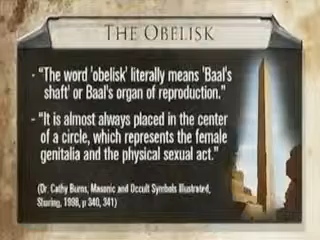 THE OBELISK
- "The word 'obelisk' literally means 'Baal's
shaft' or Baal's organ of reproduction."
- "It is almost always placed in the center
of a circle, which represents the female
genitalia and the physical sexual act."
(Dr. Cathy Burns, Masonic and Occult Symbols Illustrated,
Sharing, 1998, p 340, 341)